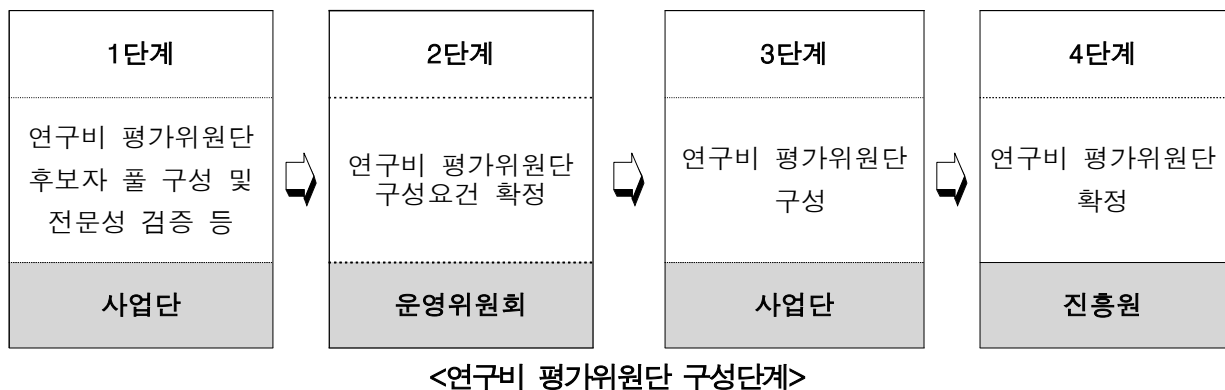 1단계
연구비 평가위원단
후보자 풀 구성 및
전문성 검증 등
사업단
2단계
연구비 평가위원단
구성요건 확정
운영위원회
3단계
연구비 평가위원단
구성
사업단
4단계
연구비 평가위원단
확정
진흥원
<연구비 평가위원단 구성단계>